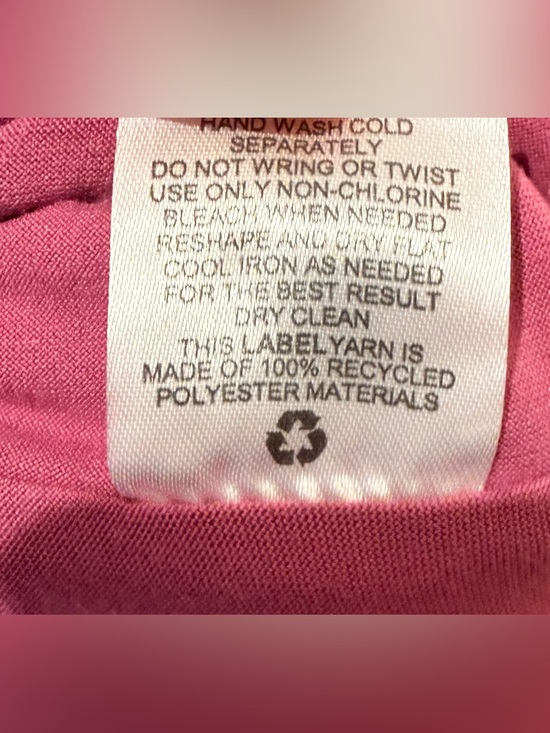 HAND WASH COLD
SEPARATELY
DO NOT WRING OR TWIST
USE ONLY NON-CHLORINE
BLEACH WHEN NEEDED
RESHAPE AND DRY FLAT
COOL IRON AS NEEDED
FOR THE BEST RESULT
DRY CLEAN
THIS LABELYARN IS
MADE OF 100% RECYCLED
POLYESTER MATERIALS